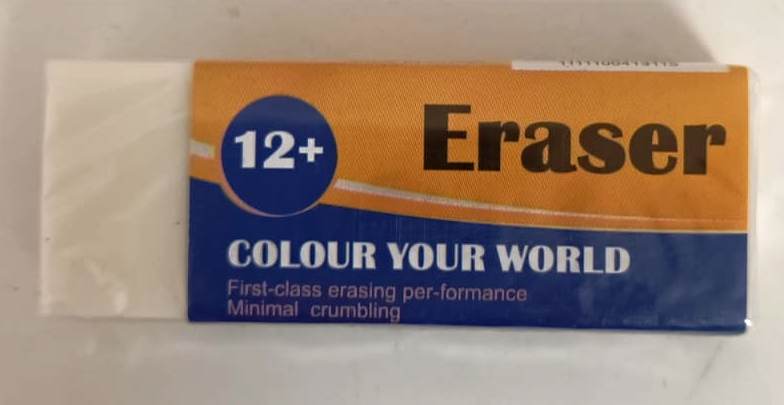 12+
Eraser
COLOUR YOUR WORLD
First-class erasing per-formance
Minimal crumbling